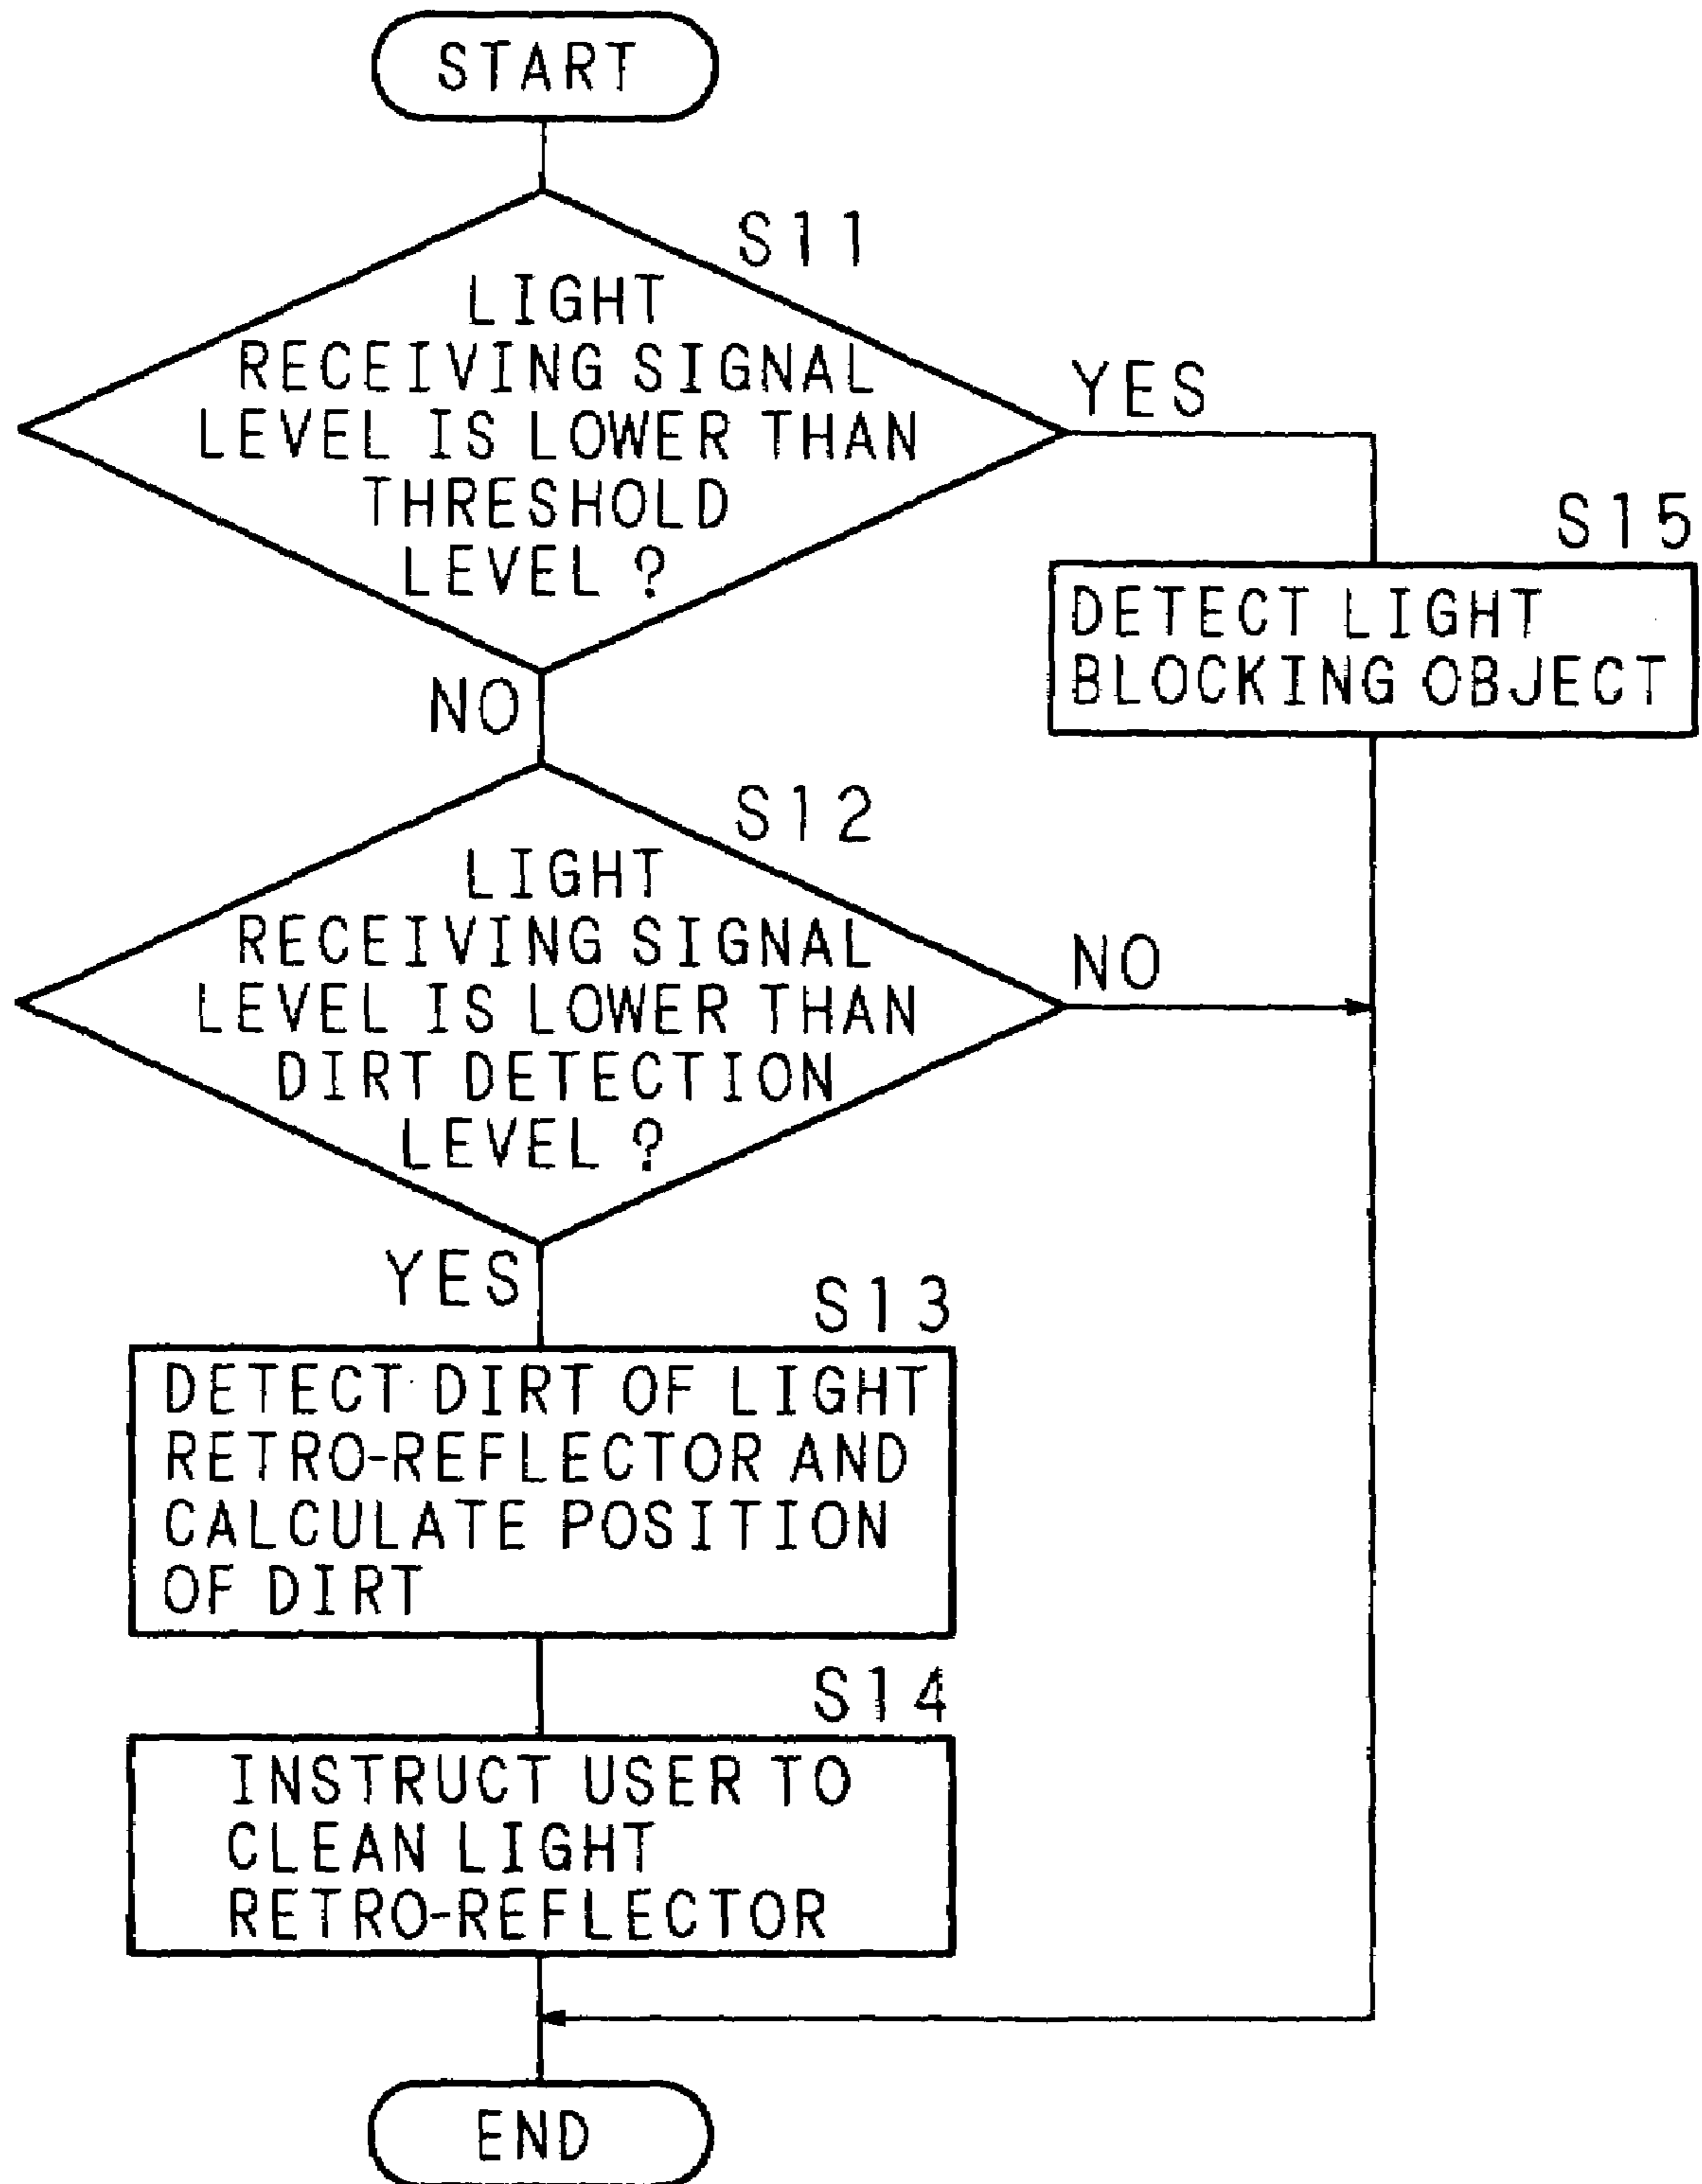 START
S11
LIGHT
RECEIVING SIGNAL
LEVEL IS LOWER THAN
THRESHOLD
LEVEL ?
YES
NO
S15
DETECT LIGHT
BLOCKING OBJECT
S12
LIGHT
RECEIVING SIGNAL
LEVEL IS LOWER THAN
DIRT DETECTION
LEVEL ?
NO
YES
S13
DETECT DIRT OF LIGHT
RETRO-REFLECTOR AND
CALCULATE POSITION
OF DIRT
S14
INSTRUCT USER TO
CLEAN LIGHT
RETRO-REFLECTOR
END